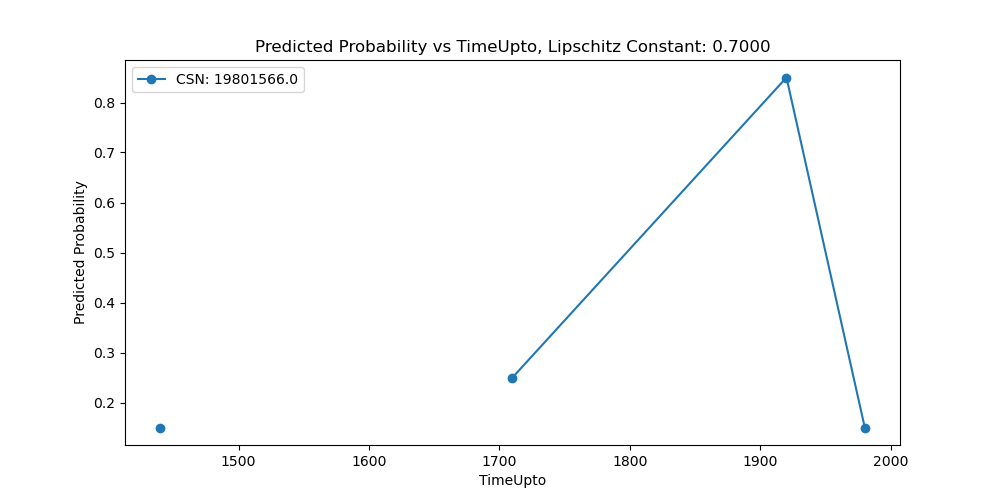 Predicted Probability vs TimeUpto, Lipschitz Constant: 0.7000
CSN: 19801566.0
Predicted Probability
0.8
0.7
0.6
0.5
0.4
0.3
0.2
1500 1600 1700 1800 1900 2000
TimeUpto